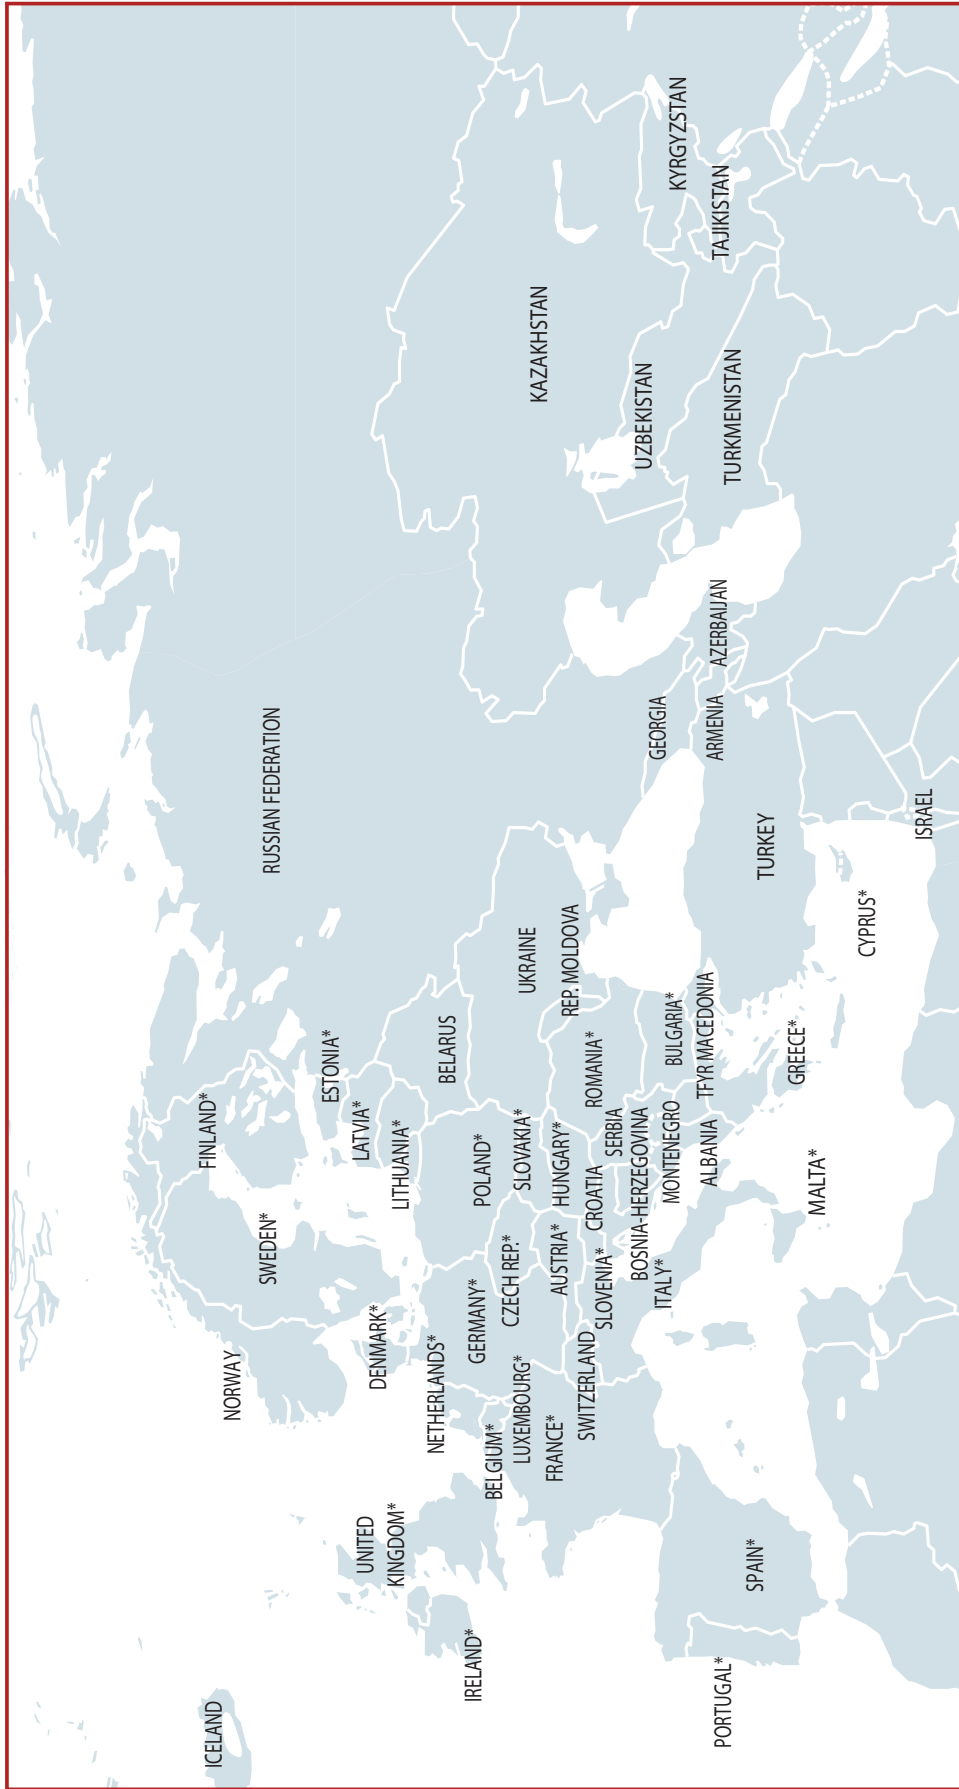 ICELAND
NORWAY
SWEDEN*
FINLAND*
RUSSIAN FEDERATION
ESTONIA*
LATVIA*
LITHUANIA*
DENMARK*
UNITED
KINGDOM*
IRELAND*
NETHERLANDS*
BELGIUM*
LUXEMBOURG*
GERMANY*
POLAND*
BELARUS
CZECH REP.*
SLOVAKIA*
UKRAINE
KAZAKHSTAN
FRANCE*
SWITZERLAND
AUSTRIA*
HUNGARY*
REP. MOLDOVA
SLOVENIA*
CROATIA
ROMANIA*
SERBIA
BOSNIA-HERZEGOVINA
ITALY*
MONTENEGRO
BULGARIA*
GEORGIA
UZBEKISTAN
KYRGYZSTAN
PORTUGAL*
SPAIN*
ALBANIA
TFYR MACEDONIA
ARMENIA
AZERBAIJAN
TURKMENISTAN
TAJIKISTAN
TURKEY
GREECE*
MALTA*
CYPRUS*
ISRAEL